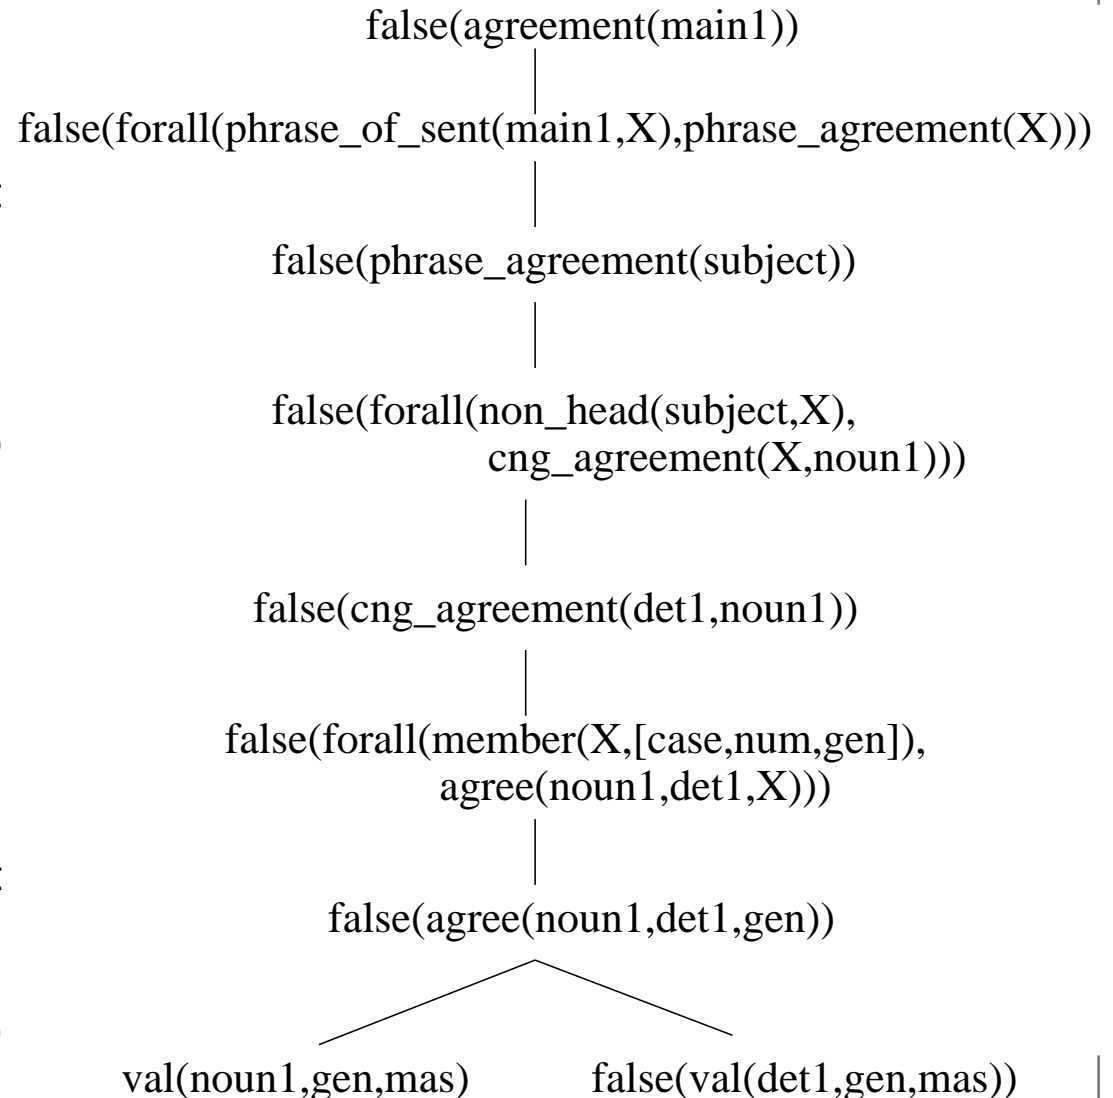 false(agreement(main1))
false(forall(phrase_of_sent(main1,X),phrase_agreement(X)))
false(phrase_agreement(subject))
false(forall(non_head(subject,X),
cng_agreement(X,noun1)))
false(cng_agreement(det1,noun1))
false(forall(member(X,[case,num,gen]),
agree(noun1,det1,X)))
false(agree(noun1,det1,gen))
val(noun1,gen,mas) false(val(det1,gen,mas))